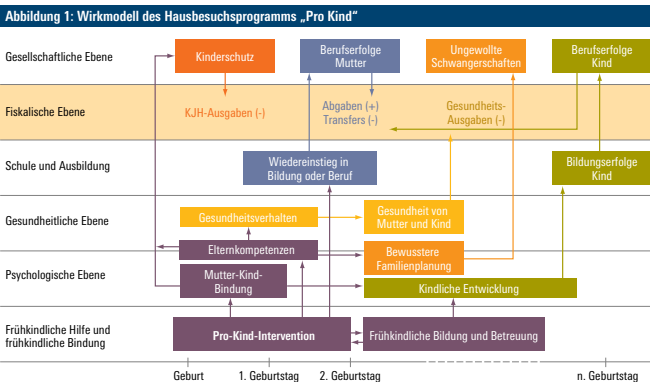 Abbildung 1: Wirkmodell des Hausbesuchsprogramms „Pro Kind“
Gesellschaftliche Ebene
Kinderschutz
Berufserfolge
Mutter
Ungewollte
Schwangerschaften
Berufserfolge
Kind
Fiskalische Ebene
KJH-Ausgaben (-)
Abgaben (+)
Transfers (-)
Gesundheits-
Ausgaben (-)
Schule und Ausbildung
Wiedereinstieg in
Bildung oder Beruf
Bildungserfolge
Kind
Gesundheitliche Ebene
Gesundheitsverhalten
Gesundheit von
Mutter und Kind
Elternkompetenzen
Bewusstere
Familienplanung
Psychologische Ebene
Mutter-Kind-
Bindung
Kindliche Entwicklung
Frühkindliche Hilfe und
frühkindliche Bindung
Pro-Kind-Intervention
Frühkindliche Bildung und Betreuung
Geburt
1. Geburtstag
2. Geburtstag
n. Geburtstag